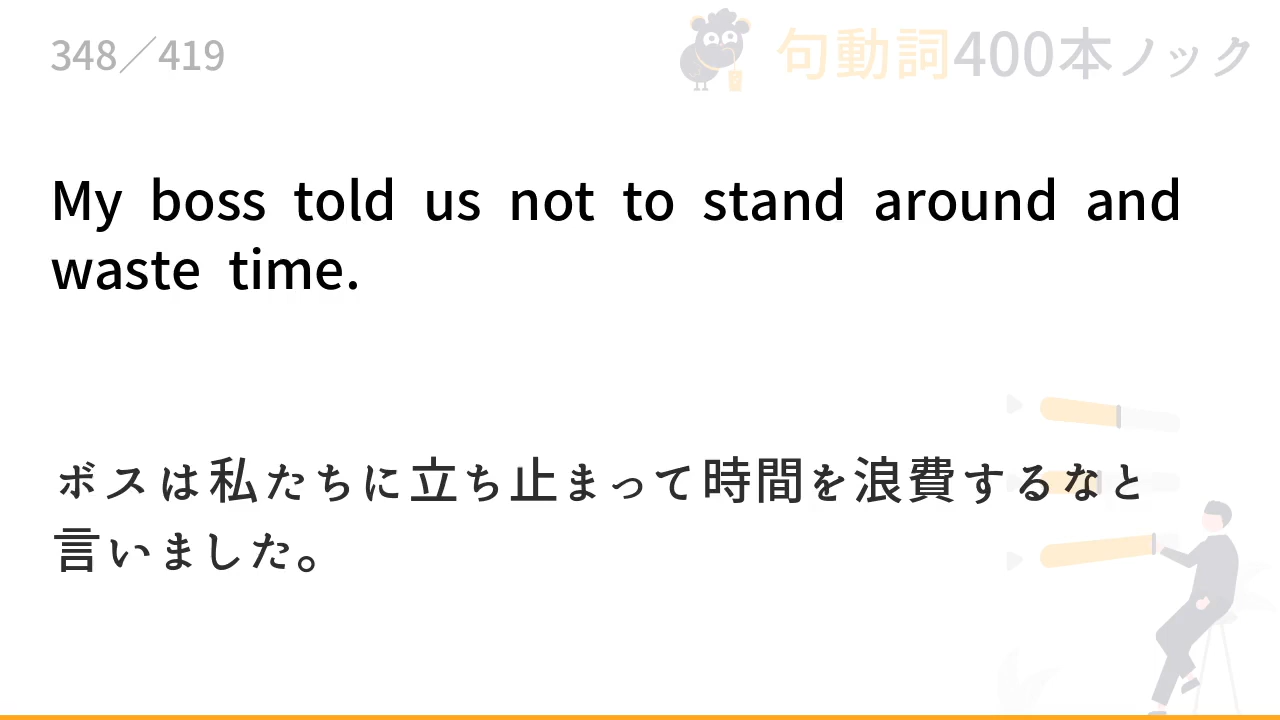 348／419
句動詞400本ノック
My boss told us not to stand around and
waste time.
ボスは私たちに立ち止まって時間を浪費するなと
言いました。